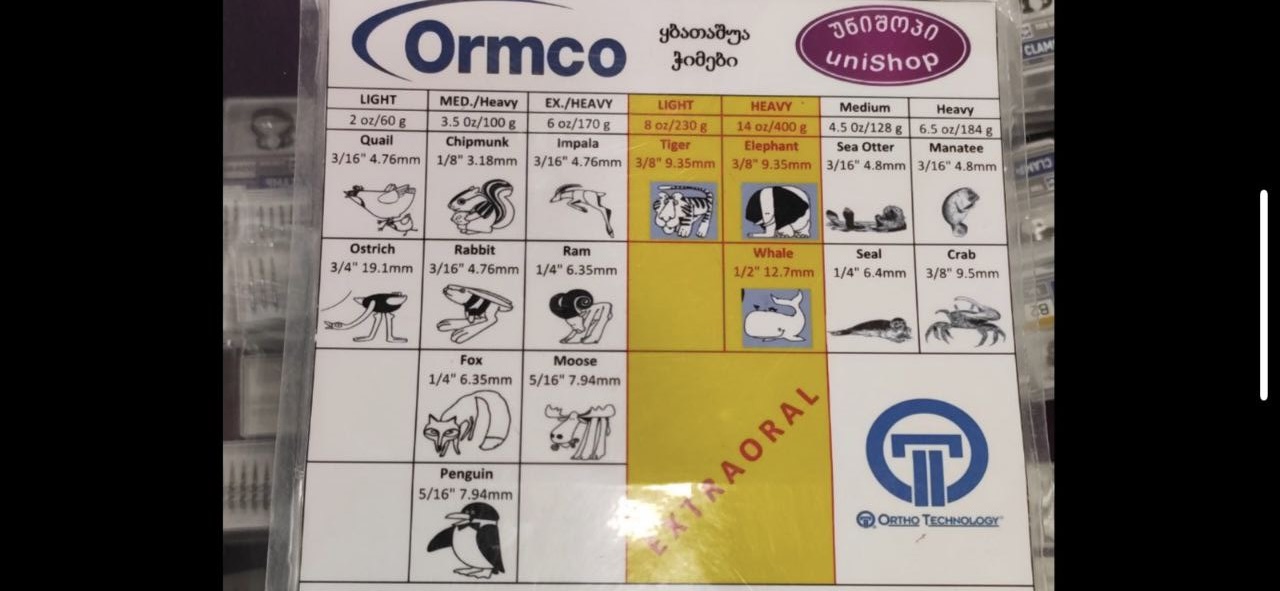 Ormco
ყბათაშუა
ჭიმები
უნიშოპი
uniShop
LIGHT MED./Heavy EX./HEAVY LIGHT HEAVY Medium Heavy
2 oz/60 g 3.5 Oz/100 g 6 oz/170 g 8 oz/230 g 14 oz/400 g 4.5 Oz/128 g 6.5 oz/184 g
Quail Chipmunk Impala Tiger Elephant Sea Otter Manatee
3/16" 4.76mm 1/8" 3.18mm 3/16" 4.76mm 3/8" 9.35mm 3/8" 9.35mm 3/16" 4.8mm 3/16" 4.8mm
Ostrich Rabbit Ram Whale Seal Crab
3/4" 19.1mm 3/16" 4.76mm 1/4" 6.35mm 1/2" 12.7mm 1/4" 6.4mm 3/8" 9.5mm
Fox Moose
1/4" 6.35mm 5/16" 7.94mm
EXTRAORAL
Penguin
5/16" 7.94mm
ORTHO TECHNOLOGY
CLAM
B2